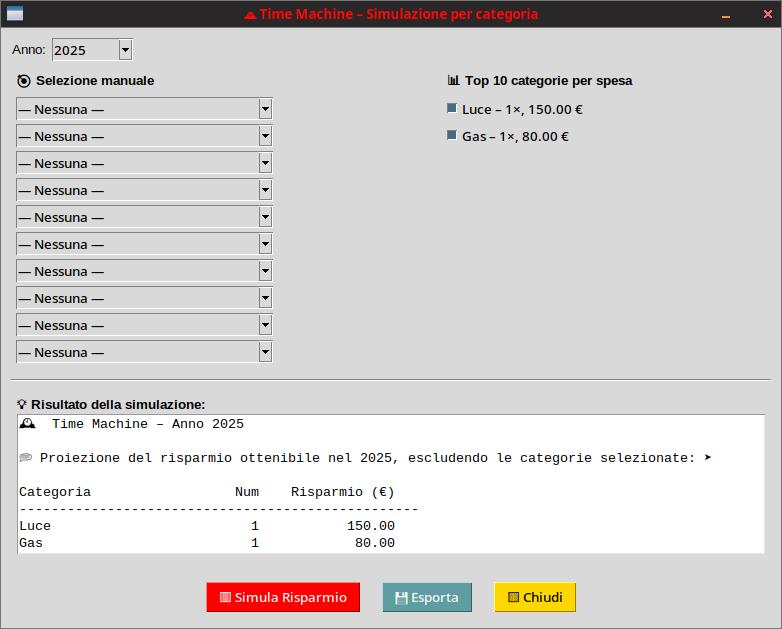 Time Machine – Simulazione per categoria
Anno: 2025
Selezione manuale
— Nessuna —
— Nessuna —
— Nessuna —
— Nessuna —
— Nessuna —
— Nessuna —
— Nessuna —
— Nessuna —
— Nessuna —
— Nessuna —
Top 10 categorie per spesa
Luce – 1×, 150.00 €
Gas – 1×, 80.00 €
Risultato della simulazione:
Time Machine – Anno 2025
Proiezione del risparmio ottenibile nel 2025, escludendo le categorie selezionate: ➤
Categoria Num Risparmio (€)
--------------------------------------------------
Luce 1 150.00
Gas 1 80.00
Simula Risparmio
Esporta
Chiudi